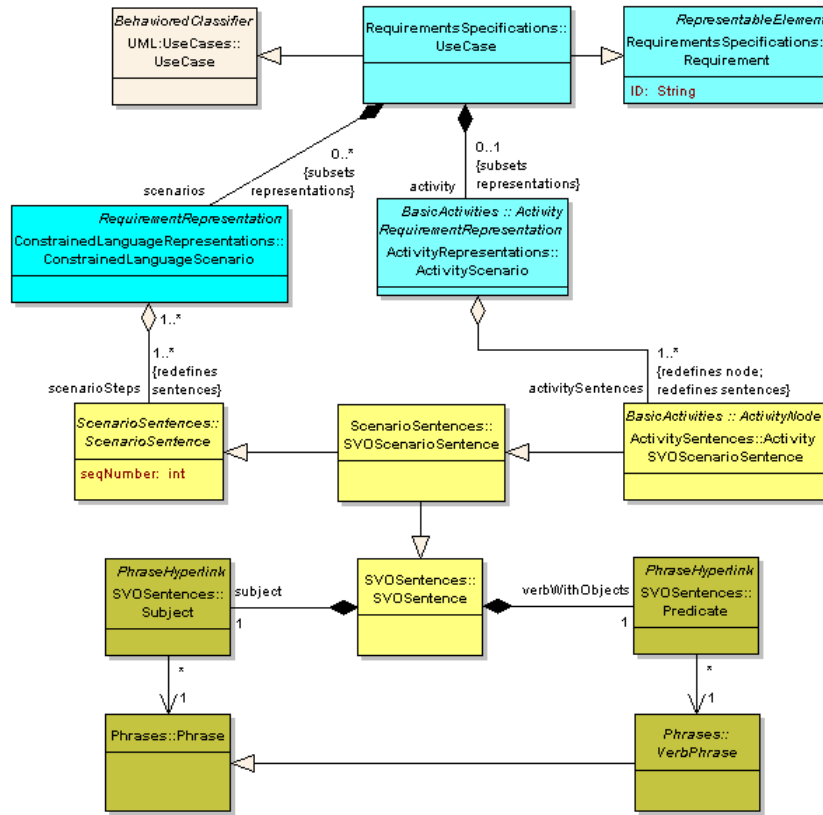 BehavioredClassifier
UML:UseCases::
UseCase
RequirementsSpecifications::
UseCase
RepresentableElement
RequirementsSpecifications::
Requirement
ID: String
0..*
{subsets
representations}
scenarios
0..1
{subsets
representations}
activity
RequirementRepresentation
ConstrainedLanguageRepresentations::
ConstrainedLanguageScenario
BasicActivities :: Activity
RequirementRepresentation
ActivityRepresentations::
ActivityScenario
1..*
1..*
{redefines
sentences}
scenarioSteps
1..*
{redefines node;
redefines sentences}
activitySentences
ScenarioSentences::
ScenarioSentence
seqNumber: int
ScenarioSentences::
SVOScenarioSentence
BasicActivities :: ActivityNode
ActivitySentences::Activity
SVOScenarioSentence
PhraseHyperlink
SVOSentences::
Subject
subject
1
SVOSentences::
SVOSentence
verbWithObjects
1
PhraseHyperlink
SVOSentences::
Predicate
*
1
*
1
Phrases::Phrase
Phrases::
VerbPhrase